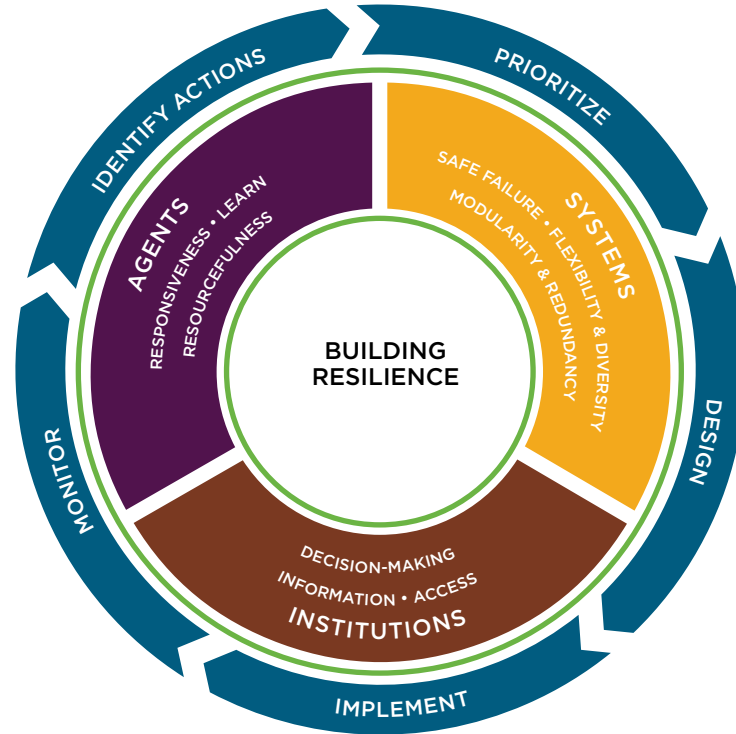 IDENTIFY ACTIONS
PRIORITIZE
DESIGN
IMPLEMENT
MONITOR
AGENTS
RESPONSIVENESS • LEARN
RESOURCEFULNESS
SYSTEMS
SAFE FAILURE • FLEXIBILITY & DIVERSITY
MODULARITY & REDUNDANCY
BUILDING
RESILIENCE
DECISION-MAKING
INFORMATION • ACCESS
INSTITUTIONS